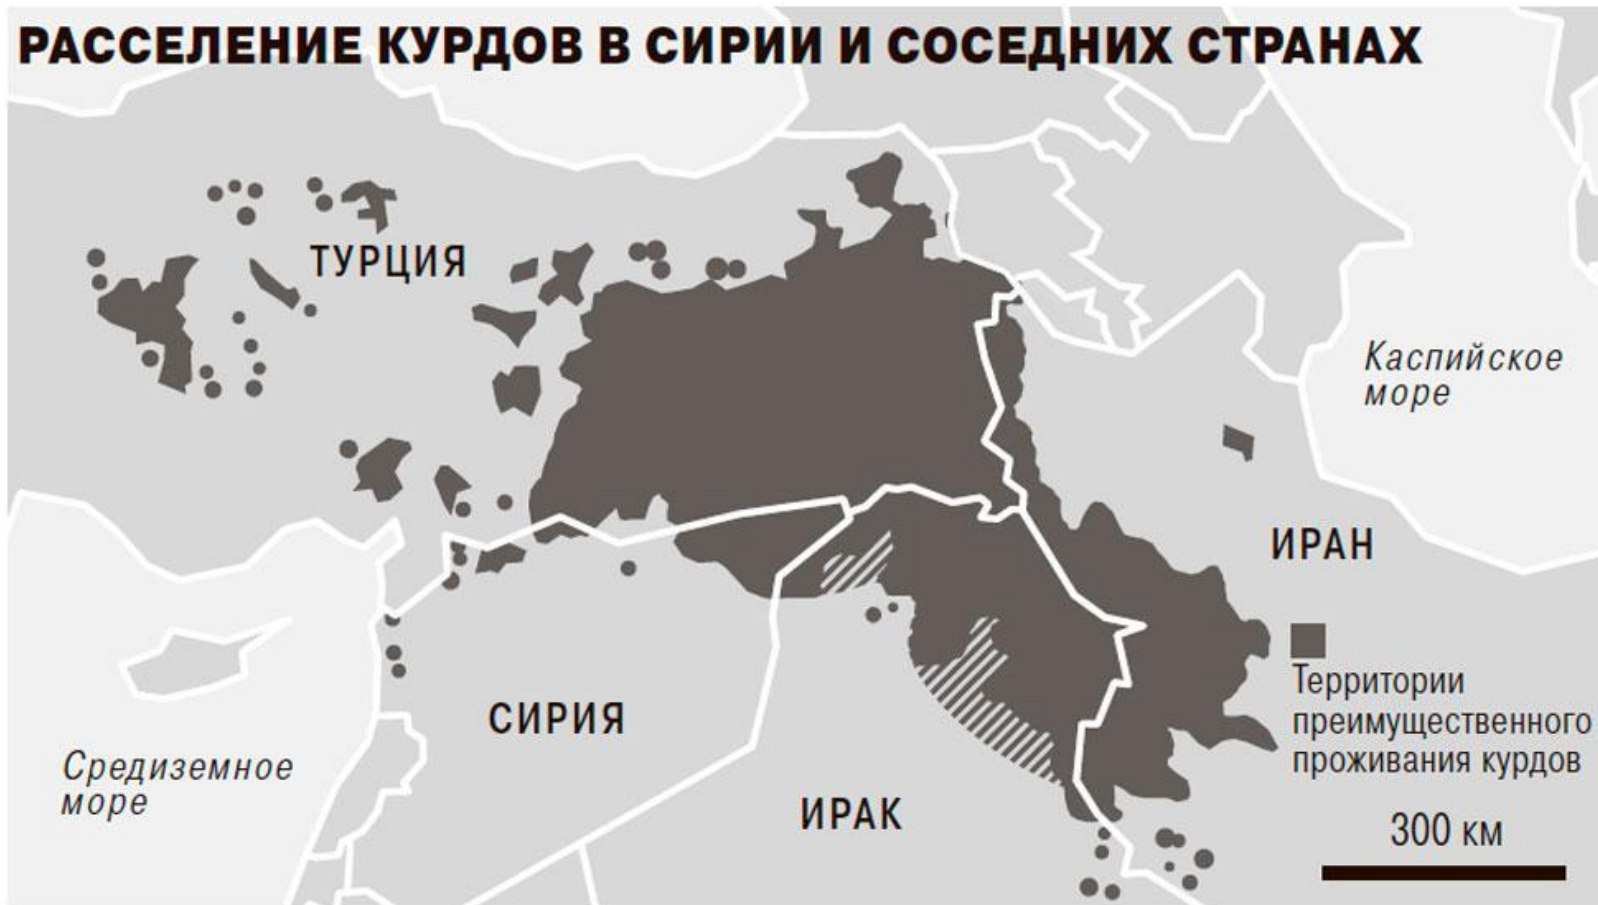 РАССЕЛЕНИЕ КУРДОВ В СИРИИ И СОСЕДНИХ СТРАНАХ
ТУРЦИЯ
Каспийское
море
ИРАН
Территории
преимущественного
проживания курдов
СИРИЯ
Средиземное
море
ИРАК
300 км